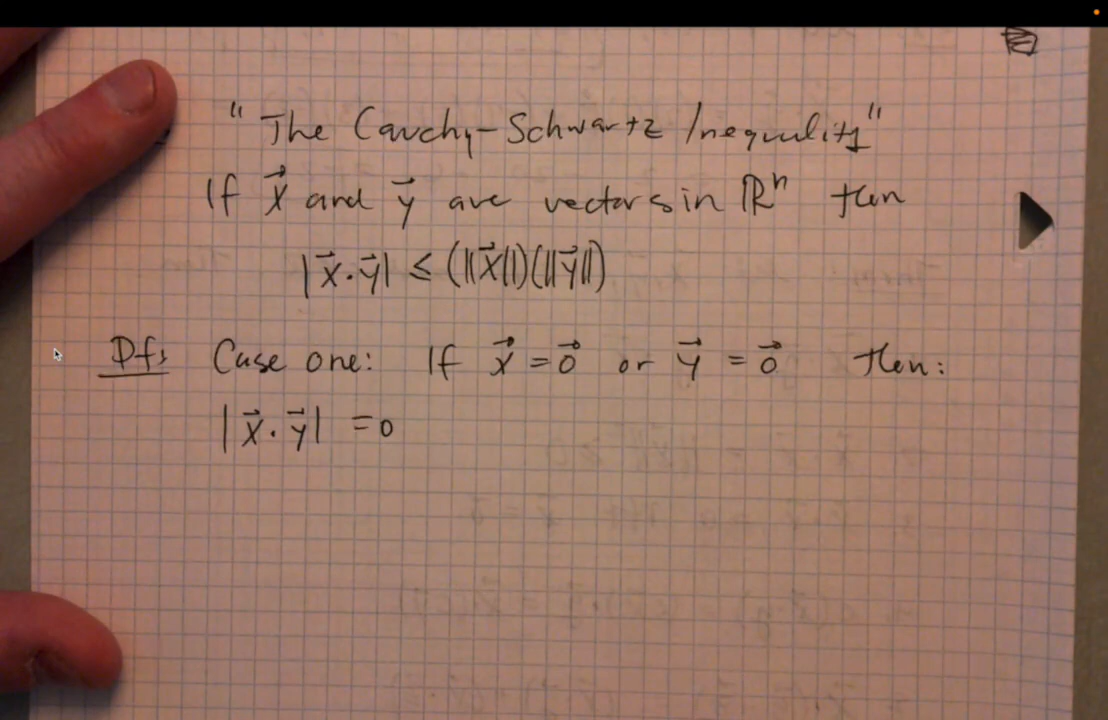 "The Cauchy-Schwartz Inequality"
If x⃗ and y⃗ are vectors in ℝⁿ then
|x⃗·y⃗| ≤ (||x⃗||)(||y⃗||)
Pf: Case one: If x⃗ = 0⃗ or y⃗ = 0⃗ then:
|x⃗·y⃗| = 0